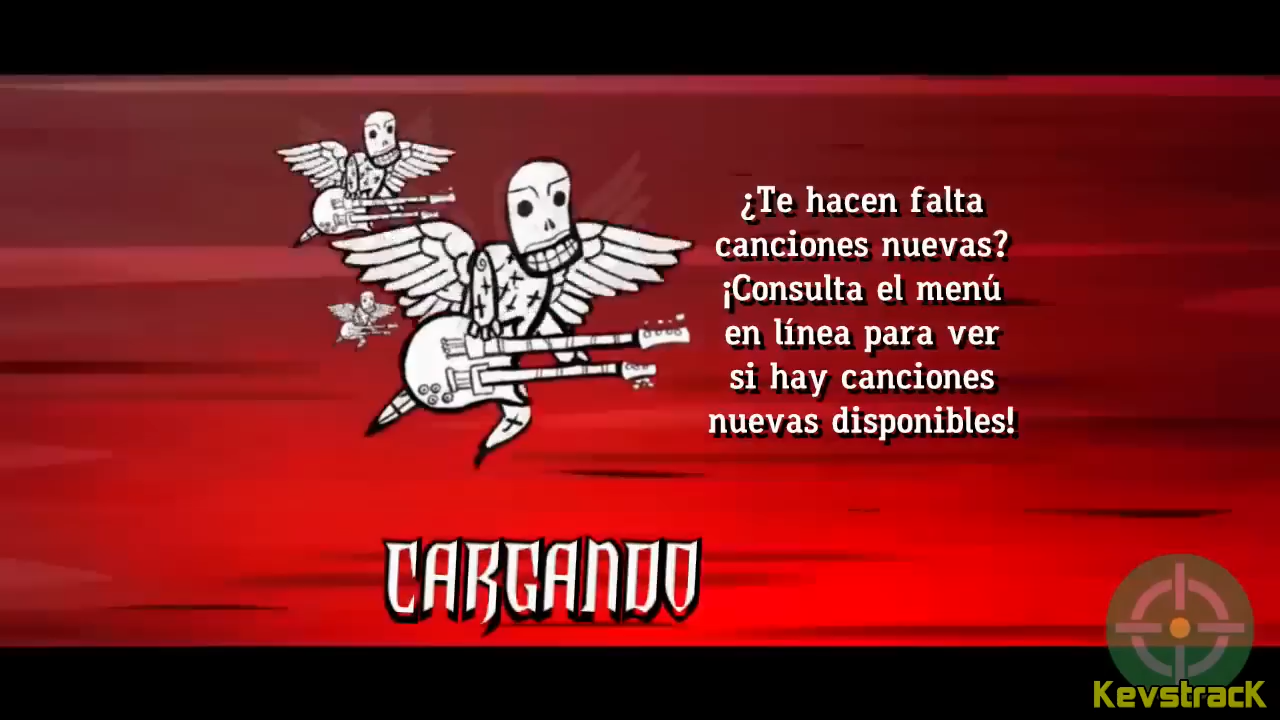 ¿Te hacen falta
canciones nuevas?
¡Consulta el menú
en línea para ver
si hay canciones
nuevas disponibles!
CARGANDO
KevstracK